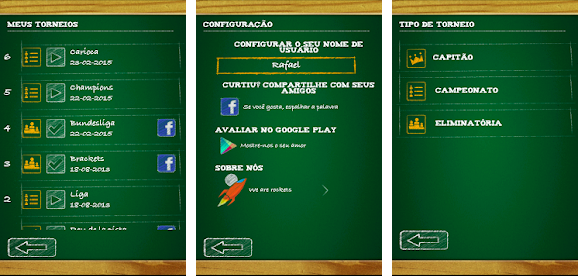 MEUS TORNEIOS
6
Carioca
23-02-2015
5
Champions
22-02-2015
4
Bundesliga
22-02-2015
3
Brackets
18-08-2013
2
Liga
18-08-2013
CONFIGURAÇÃO
CONFIGURAR O SEU NOME DE
USUÁRIO
Rafael
CURTIU? COMPARTILHE COM SEUS
AMIGOS
Se você gosta, espalhar a palavra
AVALIAR NO GOOGLE PLAY
Mostre-nos o seu amor
SOBRE NÓS
We are rockets
TIPO DE TORNEIO
CAPITÃO
CAMPEONATO
ELIMINATÓRIA